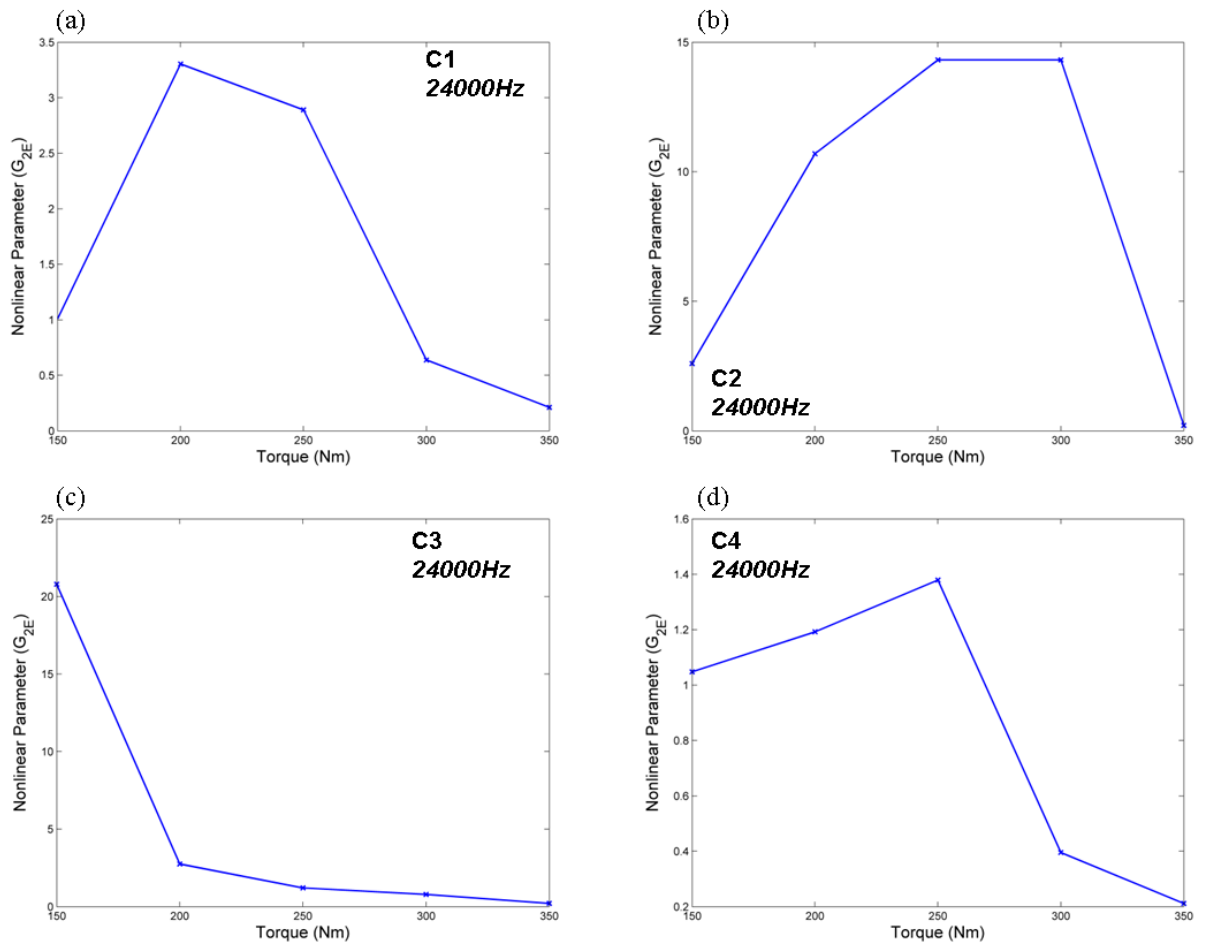 (a)
C1
24000Hz
3.5
3
2.5
2
1.5
1
0.5
0
150 200 250 300 350
Torque (Nm)
Nonlinear Parameter (G2E)
(b)
C2
24000Hz
15
10
5
0
150 200 250 300 350
Torque (Nm)
Nonlinear Parameter (G2E)
(c)
C3
24000Hz
25
20
15
10
5
0
150 200 250 300 350
Torque (Nm)
Nonlinear Parameter (G2E)
(d)
C4
24000Hz
1.6
1.4
1.2
1
0.8
0.6
0.4
0.2
150 200 250 300 350
Torque (Nm)
Nonlinear Parameter (G2E)